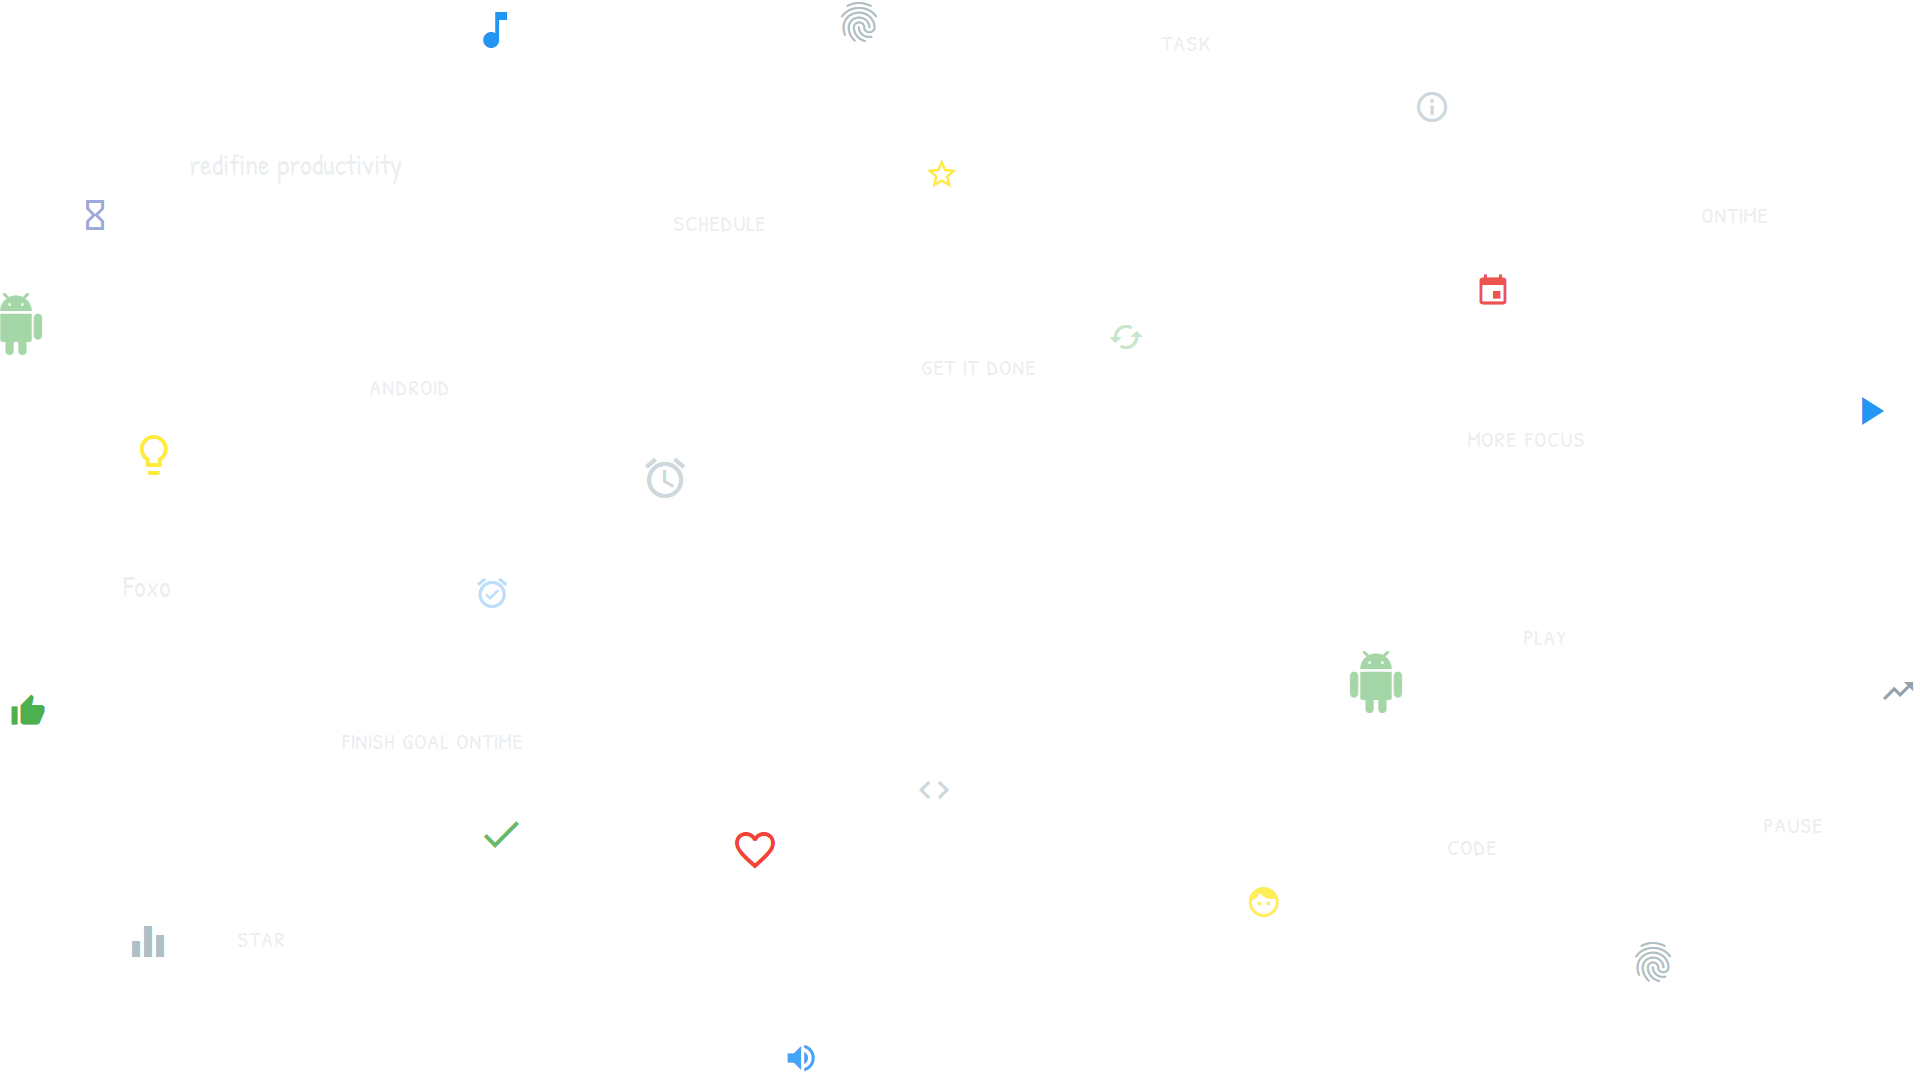 TASK
redifine productivity
SCHEDULE
ONTIME
GET IT DONE
ANDROID
MORE FOCUS
Foxo
PLAY
FINISH GOAL ONTIME
PAUSE
CODE
STAR